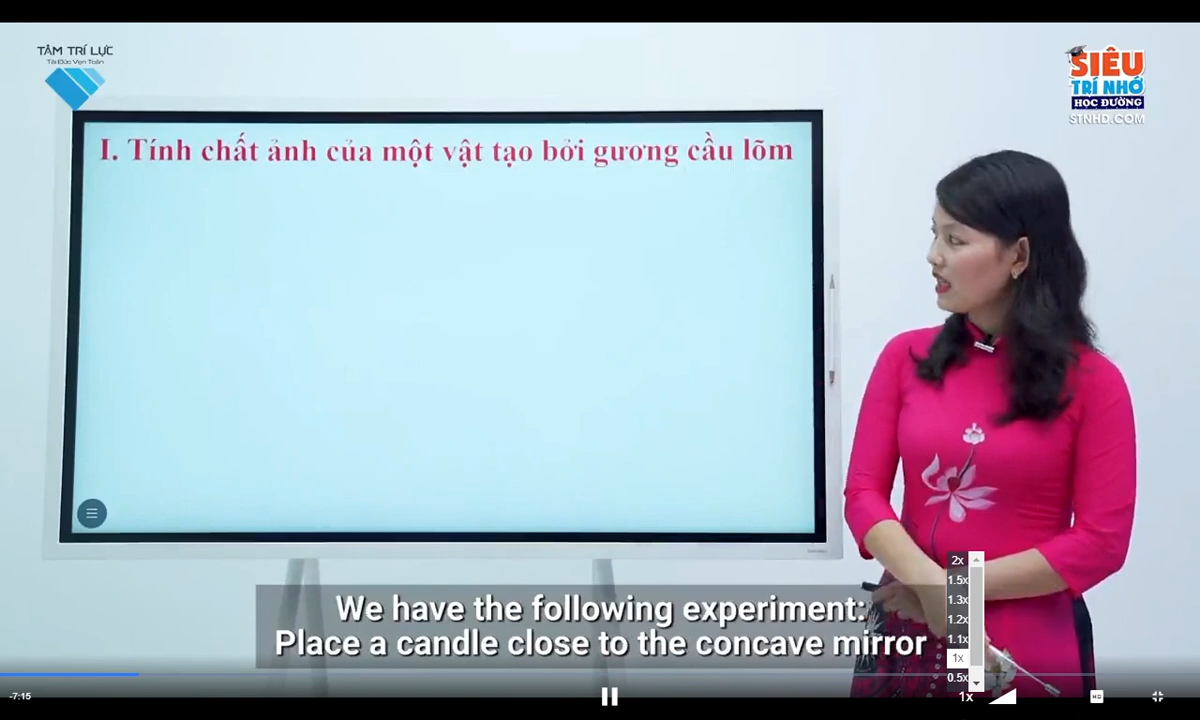 TÂM TRÍ LỰC
Tài Đức Vẹn Toàn
SIÊU
TRÍ NHỚ
HỌC ĐƯỜNG
STNHD.COM
I. Tính chất ảnh của một vật tạo bởi gương cầu lõm
We have the following experiment:
Place a candle close to the concave mirror
2x
1.5x
1.3x
1.2x
1.1x
1x
0.5x
-7:15
1x
HD